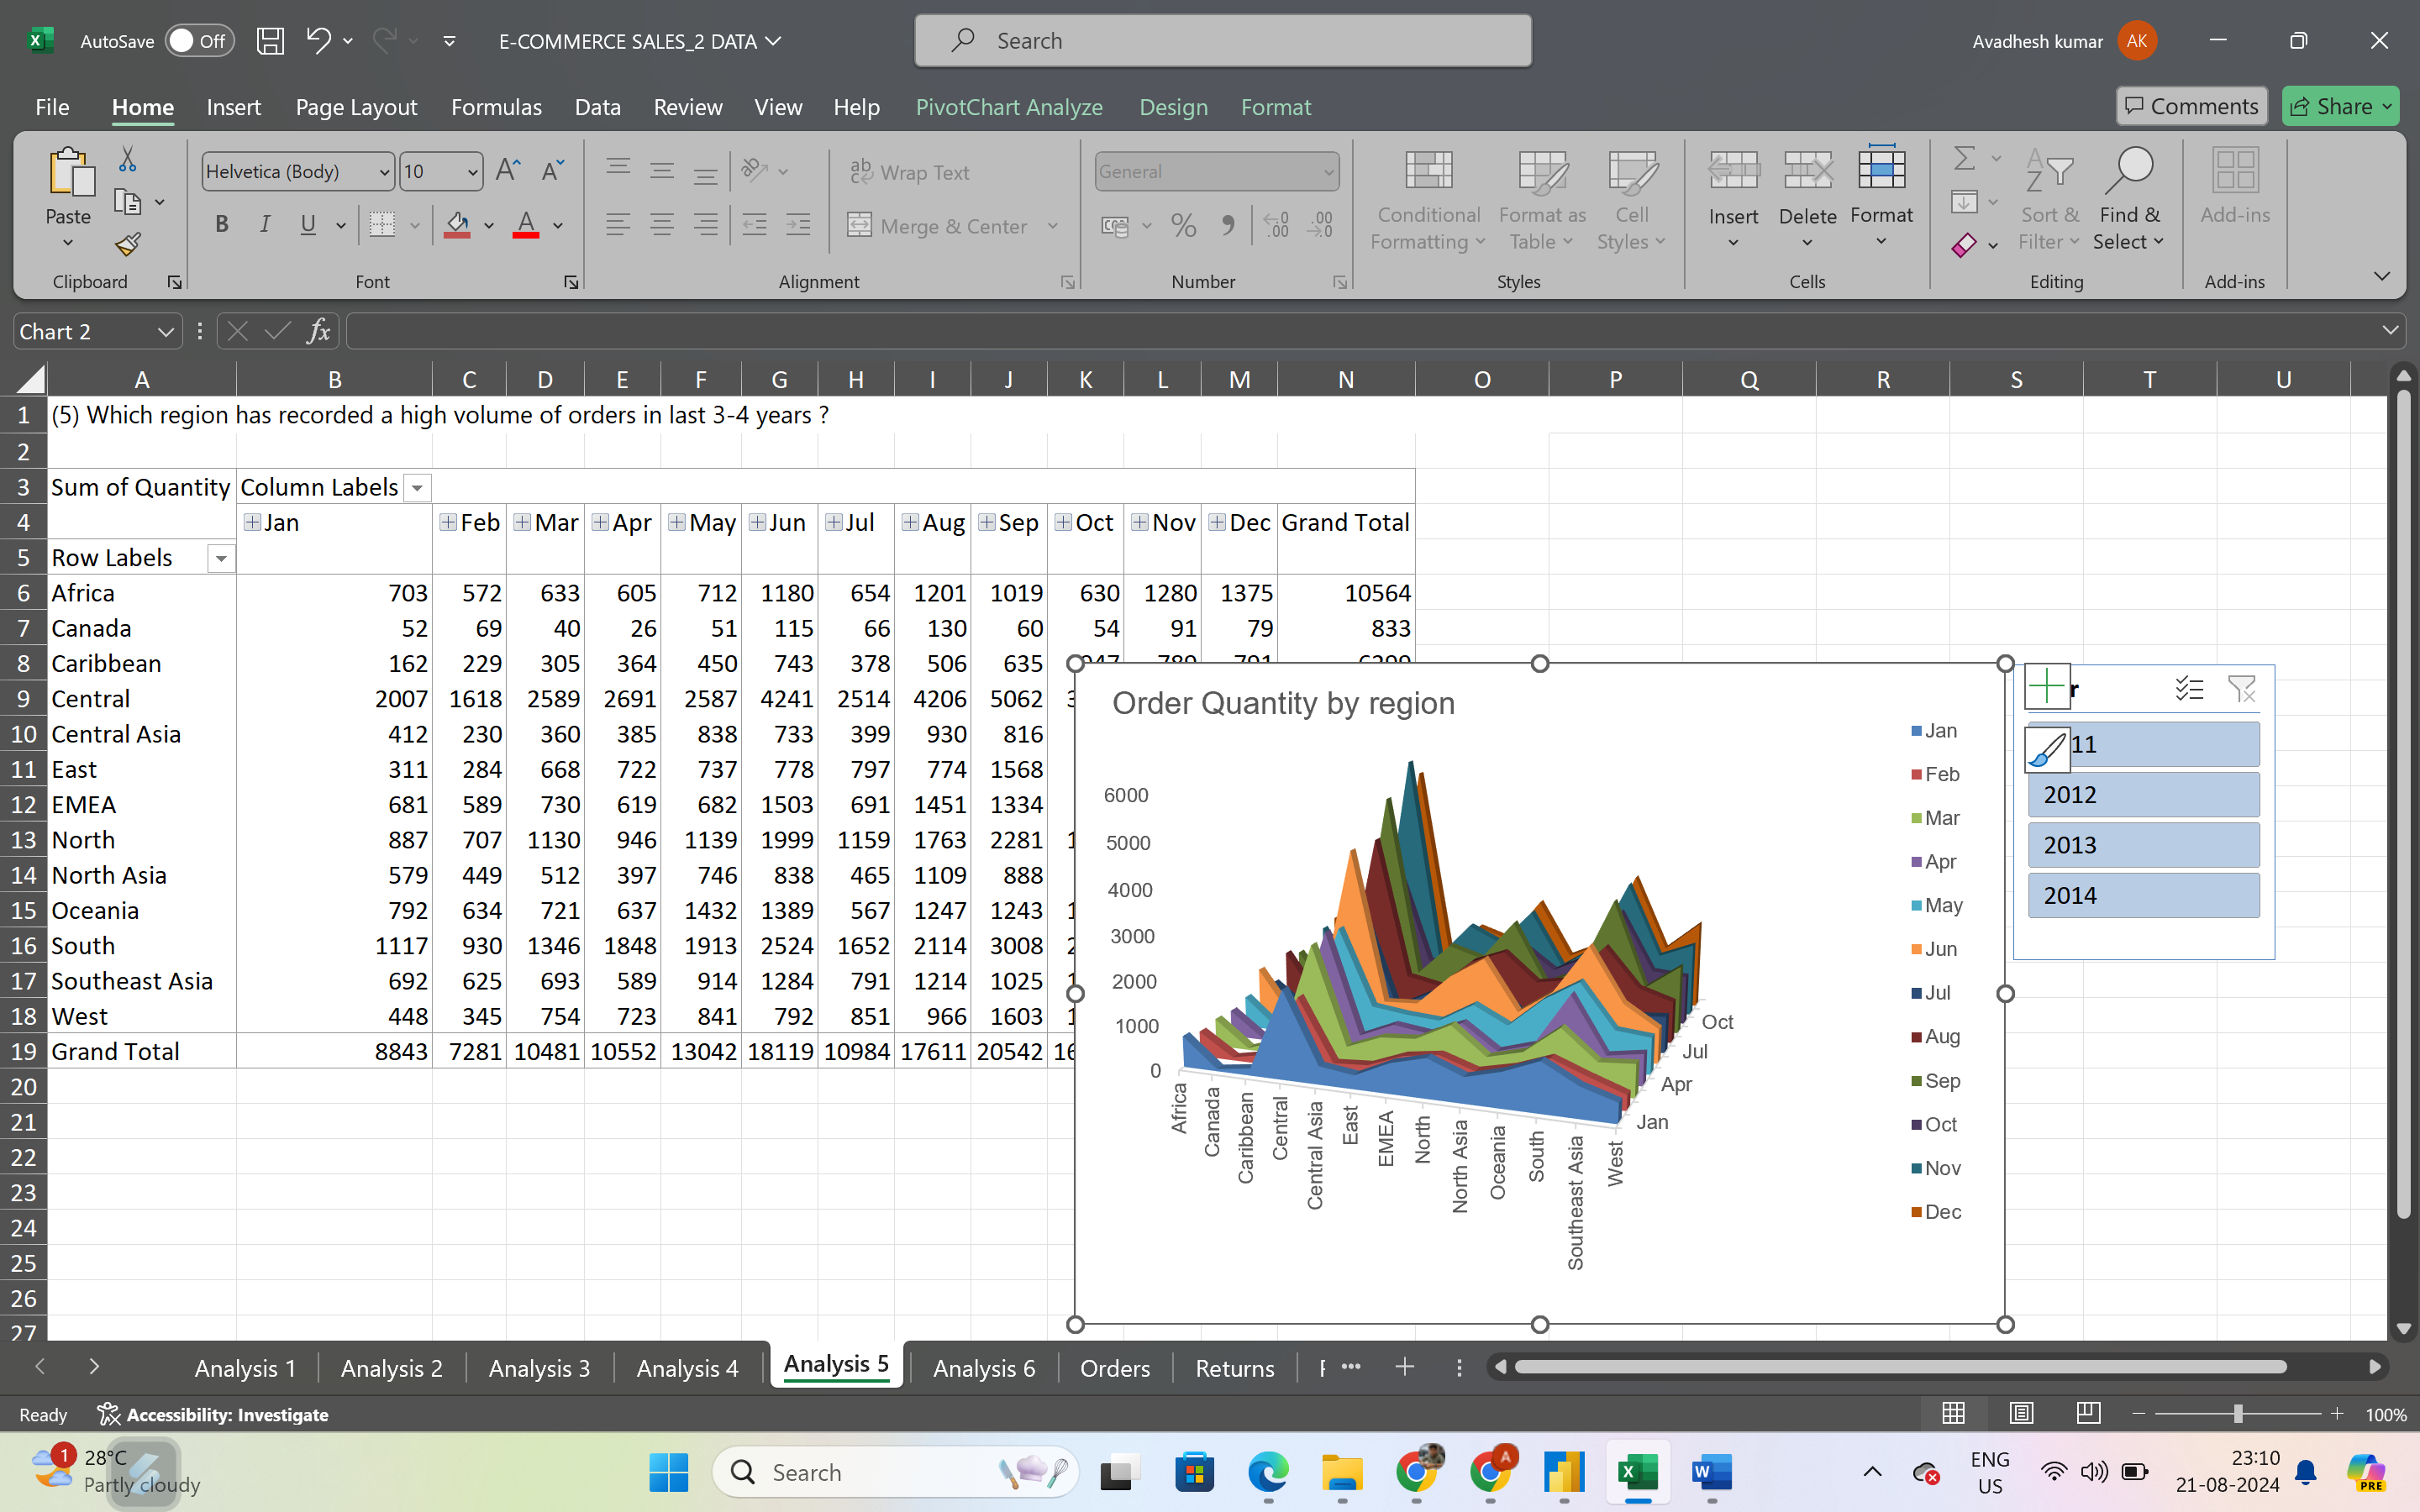 AutoSave Off E-COMMERCE SALES_2 DATA Search Avadhesh kumar AK
File Home Insert Page Layout Formulas Data Review View Help PivotChart Analyze Design Format Comments Share
Paste Helvetica (Body) 10 Wrap Text General Conditional Formatting Format as Table Cell Styles Insert Delete Format Sort & Filter Find & Select Add-ins
B I U A Merge & Center
Clipboard Font Alignment Number Styles Cells Editing Add-ins
Chart 2 fx
A B C D E F G H I J K L M N O P Q R S T U
1 (5) Which region has recorded a high volume of orders in last 3-4 years ?
2
3 Sum of Quantity Column Labels
4 Jan Feb Mar Apr May Jun Jul Aug Sep Oct Nov Dec Grand Total
5 Row Labels
6 Africa 703 572 633 605 712 1180 654 1201 1019 630 1280 1375 10564
7 Canada 52 69 40 26 51 115 66 130 60 54 91 79 833
8 Caribbean 162 229 305 364 450 743 378 506 635
9 Central 2007 1618 2589 2691 2587 4241 2514 4206 5062
10 Central Asia 412 230 360 385 838 733 399 930 816
11 East 311 284 668 722 737 778 797 774 1568
12 EMEA 681 589 730 619 682 1503 691 1451 1334
13 North 887 707 1130 946 1139 1999 1159 1763 2281
14 North Asia 579 449 512 397 746 838 465 1109 888
15 Oceania 792 634 721 637 1432 1389 567 1247 1243
16 South 1117 930 1346 1848 1913 2524 1652 2114 3008
17 Southeast Asia 692 625 693 589 914 1284 791 1214 1025
18 West 448 345 754 723 841 792 851 966 1603
19 Grand Total 8843 7281 10481 10552 13042 18119 10984 17611 20542
20
21
22
23
24
25
26
27
Order Quantity by region
6000
5000
4000
3000
2000
1000
0
Africa Canada Caribbean Central Central Asia East EMEA North North Asia Oceania South Southeast Asia West
Oct
Jul
Apr
Jan
Jan
Feb
Mar
Apr
May
Jun
Jul
Aug
Sep
Oct
Nov
Dec
11
2012
2013
2014
Analysis 1 Analysis 2 Analysis 3 Analysis 4 Analysis 5 Analysis 6 Orders Returns
Ready Accessibility: Investigate 100%
1 28°C
Partly cloudy
Search
ENG
US
23:10
21-08-2024
PRE